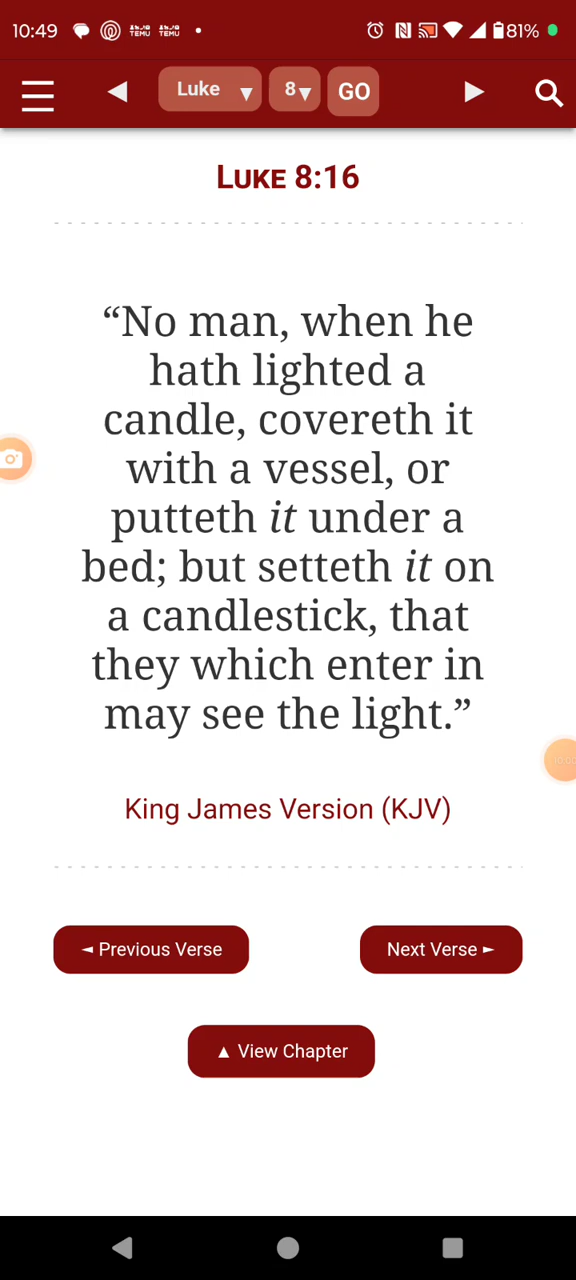 10:49 TEMU TEMU 81%
Luke 8 GO
LUKE 8:16
“No man, when he
hath lighted a
candle, covereth it
with a vessel, or
putteth it under a
bed; but setteth it on
a candlestick, that
they which enter in
may see the light.”
King James Version (KJV)
◄ Previous Verse Next Verse ►
▲ View Chapter